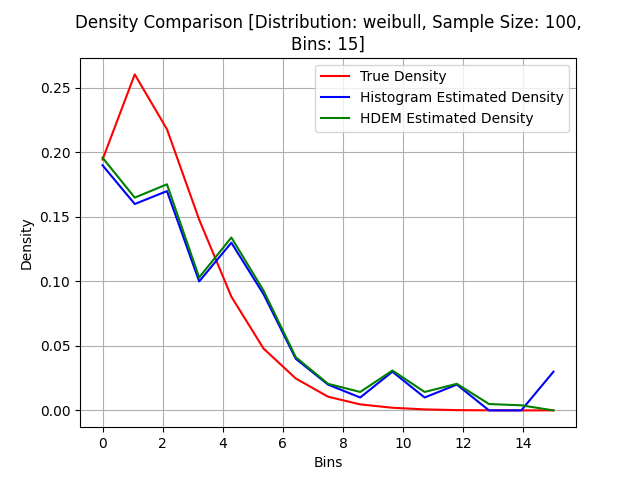 Density Comparison [Distribution: weibull, Sample Size: 100,
Bins: 15]
True Density
Histogram Estimated Density
HDEM Estimated Density
Density
0.25
0.20
0.15
0.10
0.05
0.00
0 2 4 6 8 10 12 14
Bins